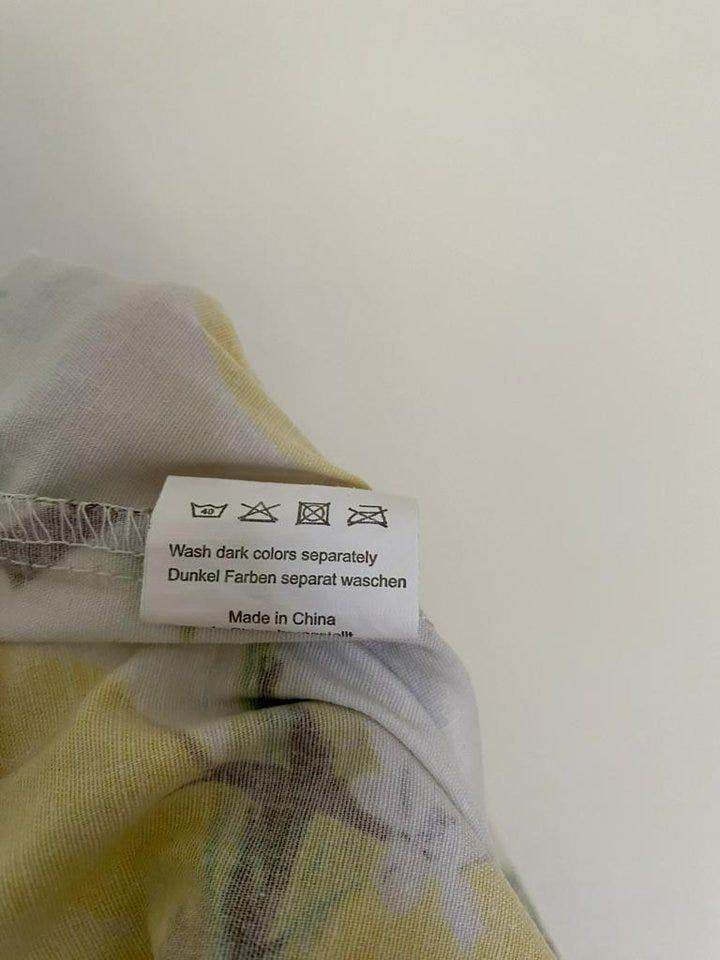 40
Wash dark colors separately
Dunkel Farben separat waschen
Made in China